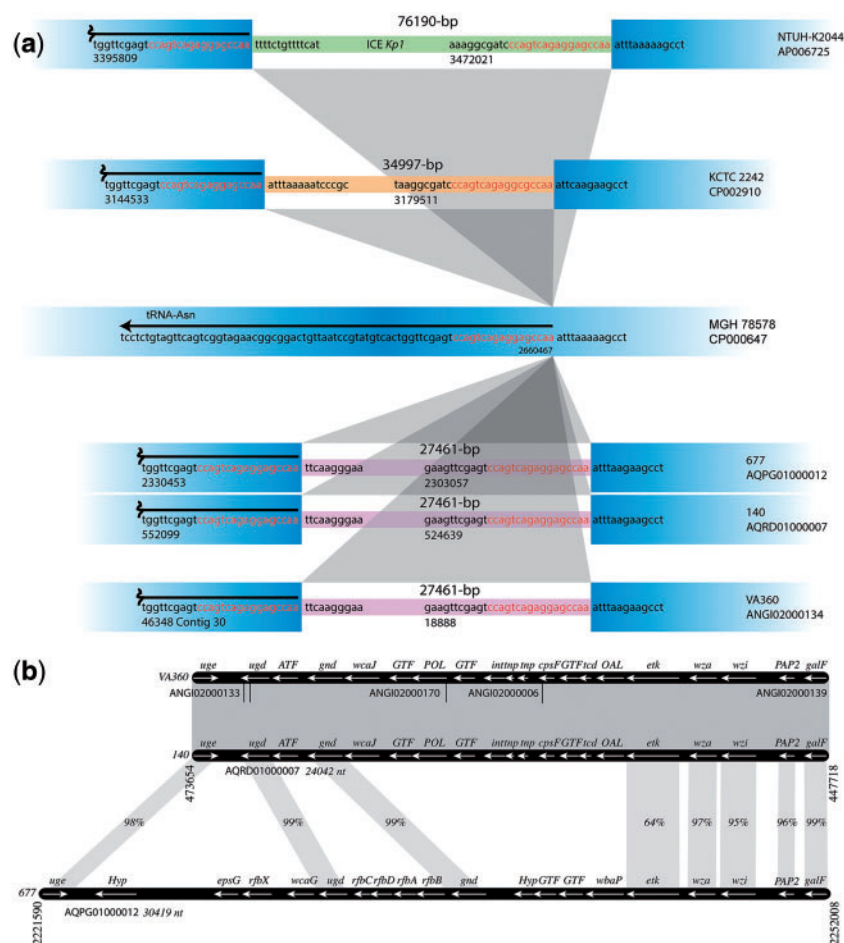 (a)
76190-bp
tggttcgagtccagtcagaggagccaa ttttctgttttcat ICE Kp1 aaaggcgatcccagtcagaggagccaa atttaaaaagcct
3395809 3472021
NTUH-K2044
AP006725
34997-bp
tggttcgagtccagtcagaggagccaa atttaaaaatcccgc taaggcgatcccagtcagaggcgccaa attcaagaagcct
3144533 3179511
KCTC 2242
CP002910
tRNA-Asn
tcctctgtagttcagtcggtagaacggcggactgttaatccgtatgtcactggttcgagtccagtcagaggagccaa atttaaaaagcct
2660467
MGH 78578
CP000647
27461-bp
tggttcgagtccagtcagaggagccaa ttcaagggaa gaagttcgagtccagtcagaggagccaa atttaagaagcct
2330453 2303057
677
AQPG01000012
27461-bp
tggttcgagtccagtcagaggagccaa ttcaagggaa gaagttcgagtccagtcagaggagccaa atttaagaagcct
552099 524639
140
AQRD01000007
27461-bp
tggttcgagtccagtcagaggagccaa ttcaagggaa gaagttcgagtccagtcagaggagccaa atttaagaagcct
46348 Contig 30 18888
VA360
ANGI02000134
(b)
uge ugd ATF gnd wcaJ GTF POL GTF int tnp tnp cpsF GTF tcd OAL etk wza wzi PAP2 galF
VA360
ANGI02000133 ANGI02000170 ANGI02000006 ANGI02000139
uge ugd ATF gnd wcaJ GTF POL GTF int tnp tnp cpsF GTF tcd OAL etk wza wzi PAP2 galF
140
AQRD01000007 24042 nt
473654 447718
98% 99% 99% 64% 97% 95% 96% 99%
uge Hyp epsG rfbX wcaG ugd rfbC rfbD rfbA rfbB gnd Hyp GTF GTF wbaP etk wza wzi PAP2 galF
677
AQPG01000012 30419 nt
2221590 2252008